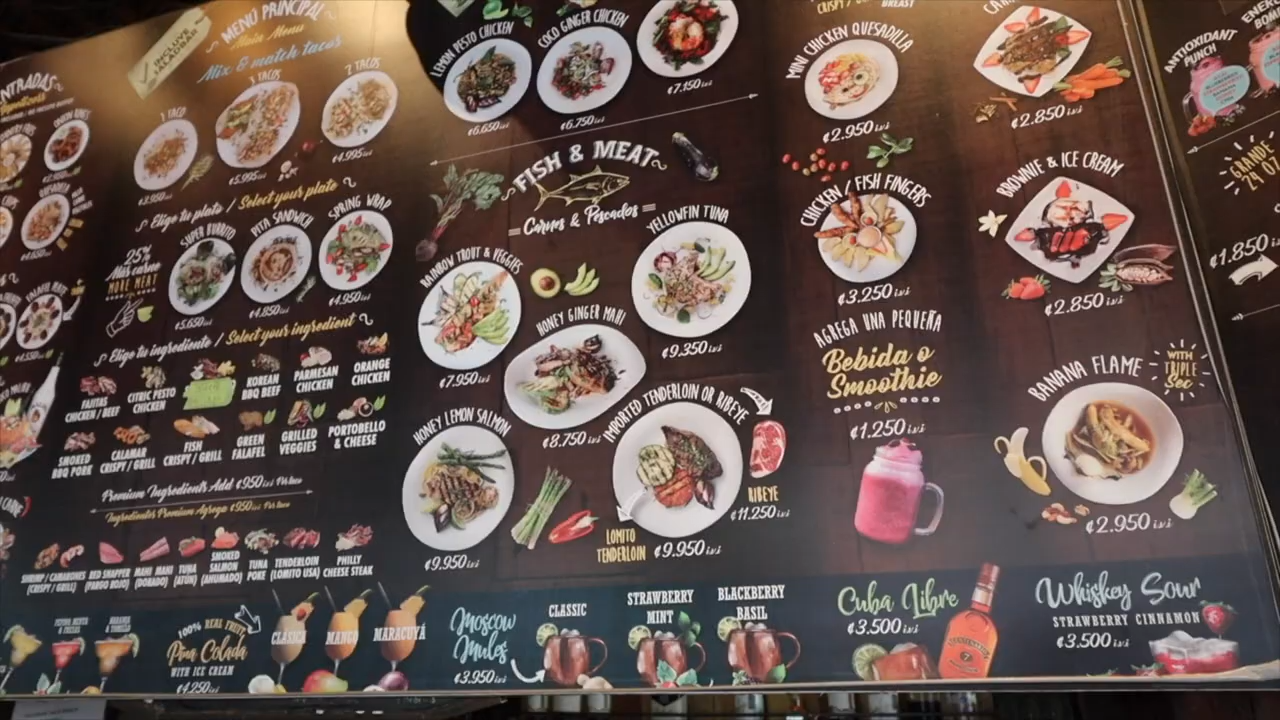 ENTRADAS
ONION RINGS
INCLUYE SALADBAR
MENÚ PRINCIPAL
Main Menu
Mix & match tacos
1 TACO
¢3.950 i.v.i
3 TACOS
¢5.995 i.v.i
2 TACOS
¢4.995 i.v.i
Elige tu plato / Select your plate
25%
Más carne
MORE MEAT
SUPER BURRITO
¢5.650 i.v.i
PITA SANDWICH
¢4.850 i.v.i
SPRING WRAP
¢4.950 i.v.i
Elige tu ingrediente / Select your ingredient
FAJITAS
CHICKEN / BEEF
CITRIC PESTO
CHICKEN
KOREAN
BBQ BEEF
PARMESAN
CHICKEN
ORANGE
CHICKEN
SMOKED
BBQ PORK
CALAMAR
CRISPY / GRILL
FISH
CRISPY / GRILL
GREEN
FALAFEL
GRILLED
VEGGIES
PORTOBELLO
& CHEESE
Premium Ingredients Add ¢950 i.v.i Per taco
Ingredientes Premium Agrega ¢950 i.v.i Por taco
SHRIMP / CAMARONES
(CRISPY / GRILL)
RED SNAPPER
(PARGO ROJO)
MAHI MAHI
(DORADO)
TUNA
(ATÚN)
SMOKED
SALMON
(AHUMADO)
TUNA
POKE
TENDERLOIN
(LOMITO USA)
PHILLY
CHEESE STEAK
100% REAL FRUIT
Piña Colada
WITH ICE CREAM
¢4.250 i.v.i
CLÁSICA
MANGO
MARACUYÁ
LEMON PESTO CHICKEN
¢6.650 i.v.i
COCO GINGER CHICKEN
¢6.750 i.v.i
¢7.150 i.v.i
FISH & MEAT
Carnes & Pescados
RAINBOW TROUT & VEGGIES
¢7.950 i.v.i
YELLOWFIN TUNA
¢9.350 i.v.i
HONEY GINGER MAHI
¢8.750 i.v.i
HONEY LEMON SALMON
¢9.950 i.v.i
IMPORTED TENDERLOIN OR RIBEYE
RIBEYE
¢11.250 i.v.i
LOMITO
TENDERLOIN
¢9.950 i.v.i
Moscow
Mules
¢3.950 i.v.i
CLASSIC
STRAWBERRY
MINT
BLACKBERRY
BASIL
BREAST
MINI CHICKEN QUESADILLA
¢2.950 i.v.i
CHICKEN / FISH FINGERS
¢3.250 i.v.i
AGREGA UNA PEQUEÑA
Bebida o
Smoothie
¢1.250 i.v.i
Cuba Libre
¢3.500 i.v.i
¢2.850 i.v.i
BROWNIE & ICE CREAM
¢2.850 i.v.i
BANANA FLAME
WITH
TRIPLE
Sec
¢2.950 i.v.i
Whiskey Sour
STRAWBERRY CINNAMON
¢3.500 i.v.i
ANTIOXIDANT
PUNCH
GRANDE
24 OZ
¢1.850 i.v.i